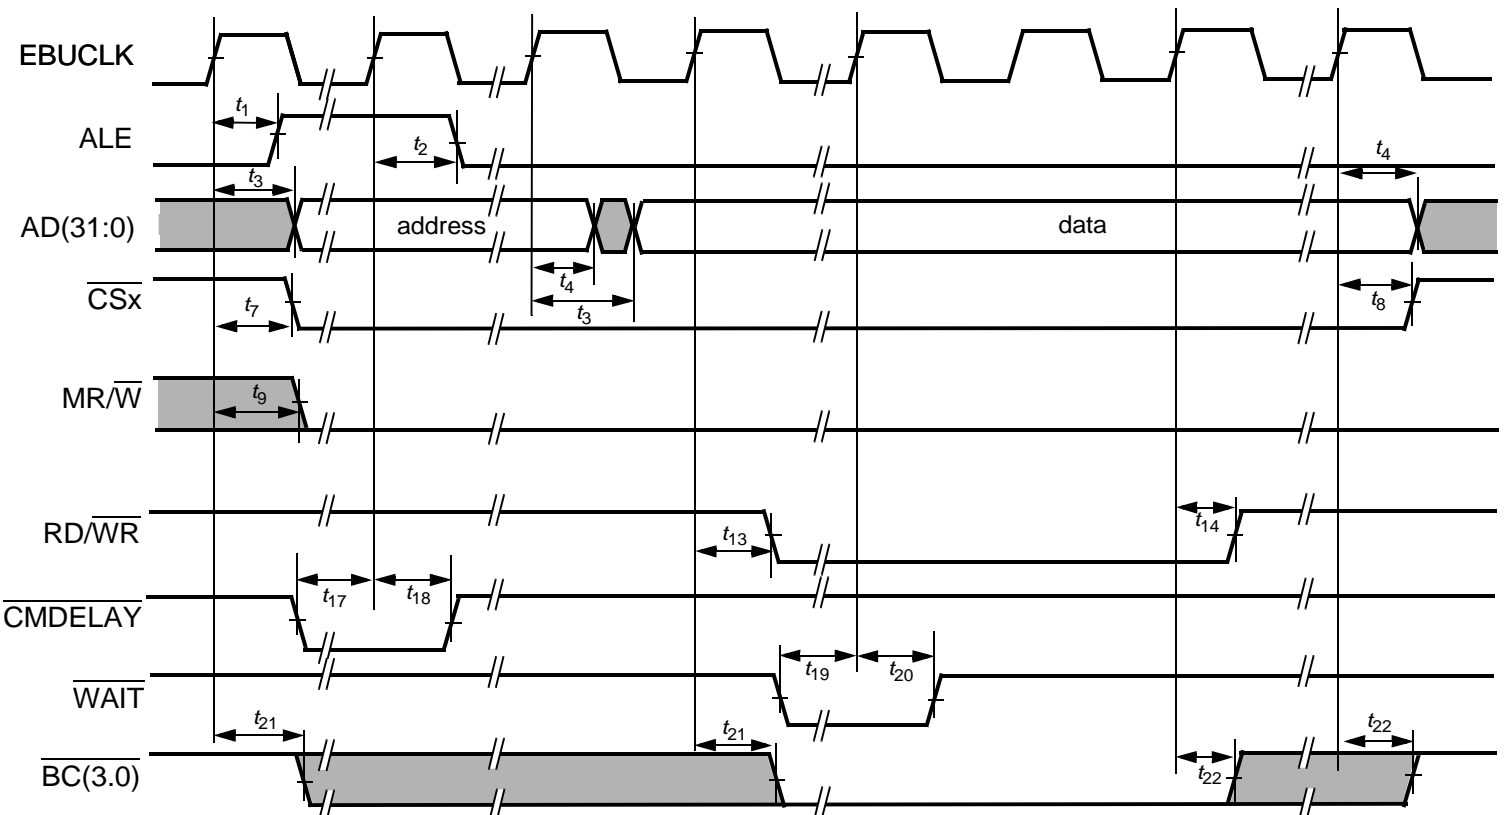 EBUCLK
t1
ALE
t2
t4
t3
AD(31:0)
address
data
t4
CSx
t7
t3
t8
MR/W
t9
RD/WR
t13
t14
t17
t18
CMDELAY
t19
t20
WAIT
t21
t21
t22
BC(3.0)
t22